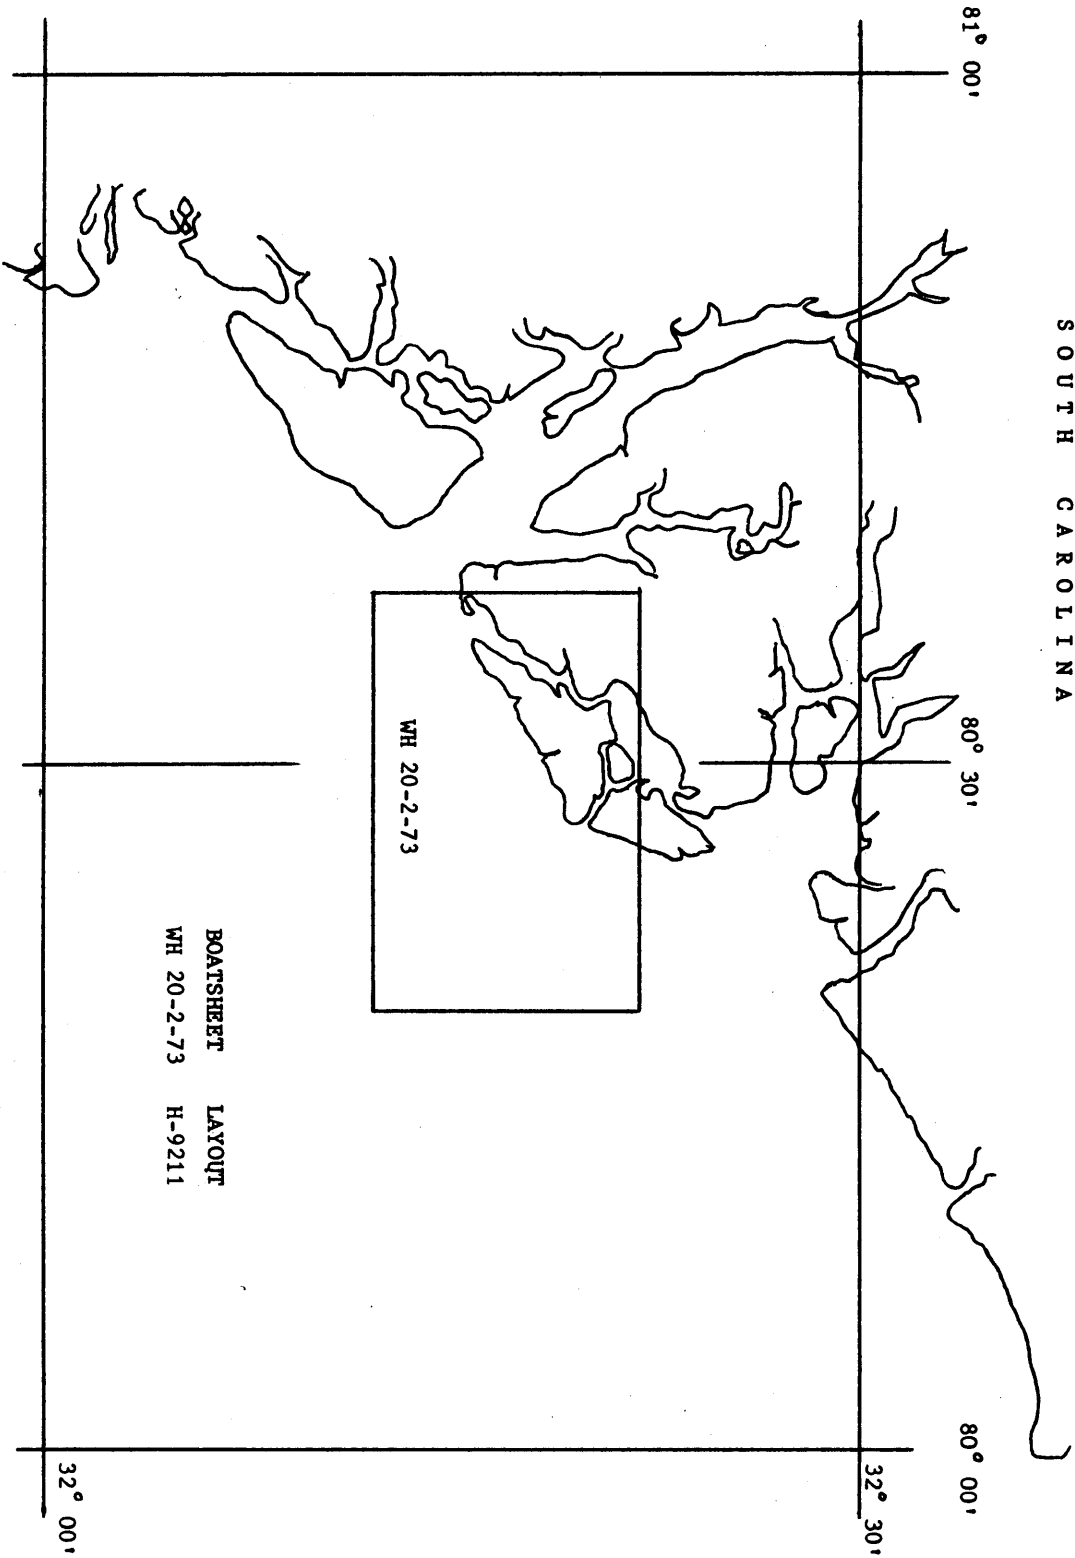 SOUTH CAROLINA
81° 00'
80° 30'
80° 00'
32° 30'
WH 20-2-73
BOATSHEET LAYOUT
WH 20-2-73 H-9211
32° 00'